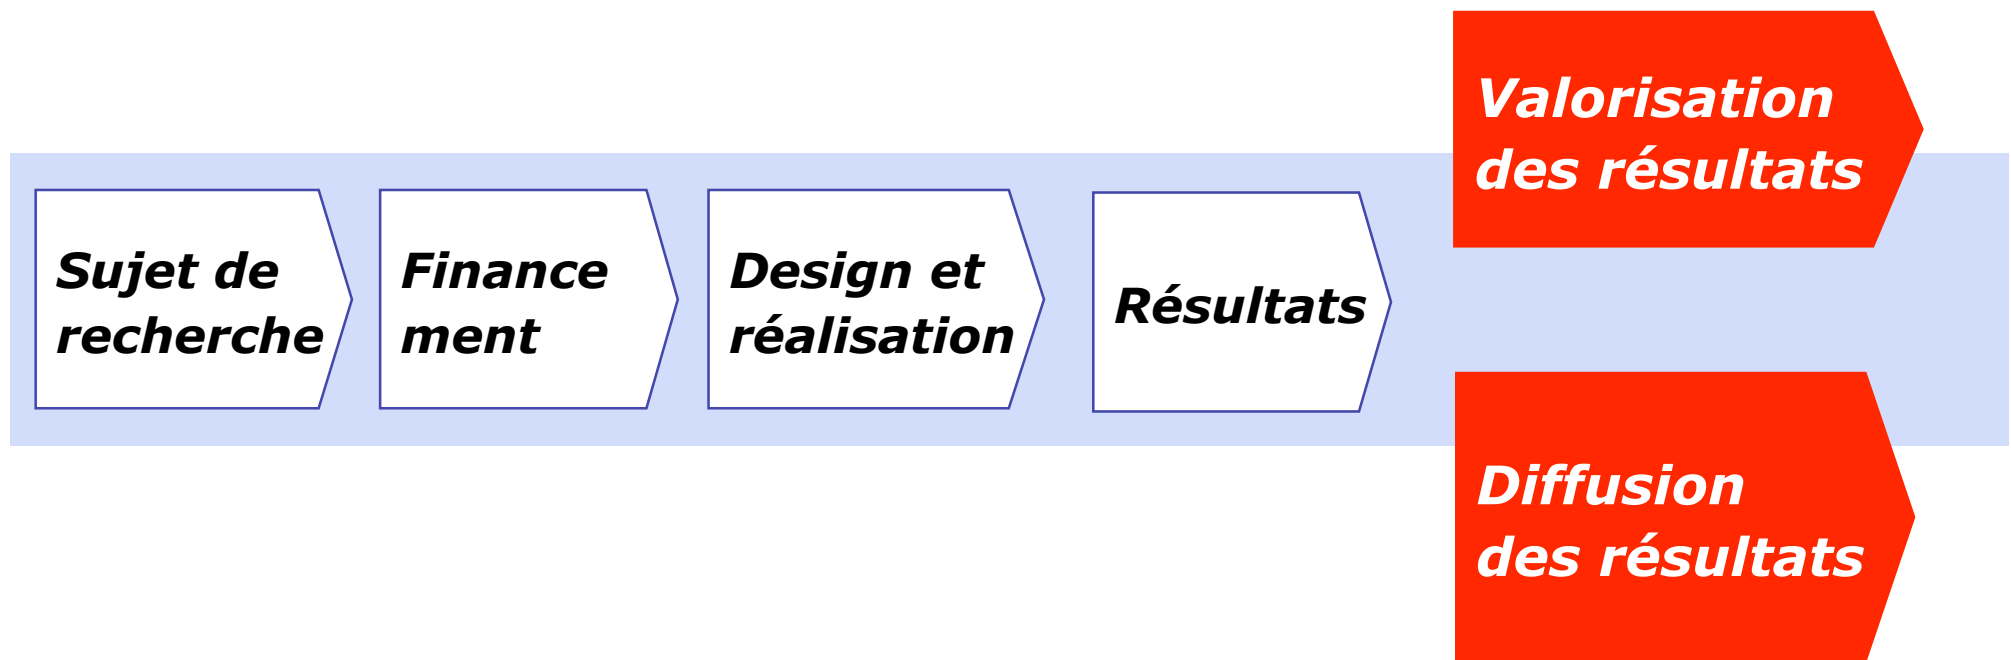 Sujet de
recherche
Finance
ment
Design et
réalisation
Résultats
Valorisation
des résultats
Diffusion
des résultats